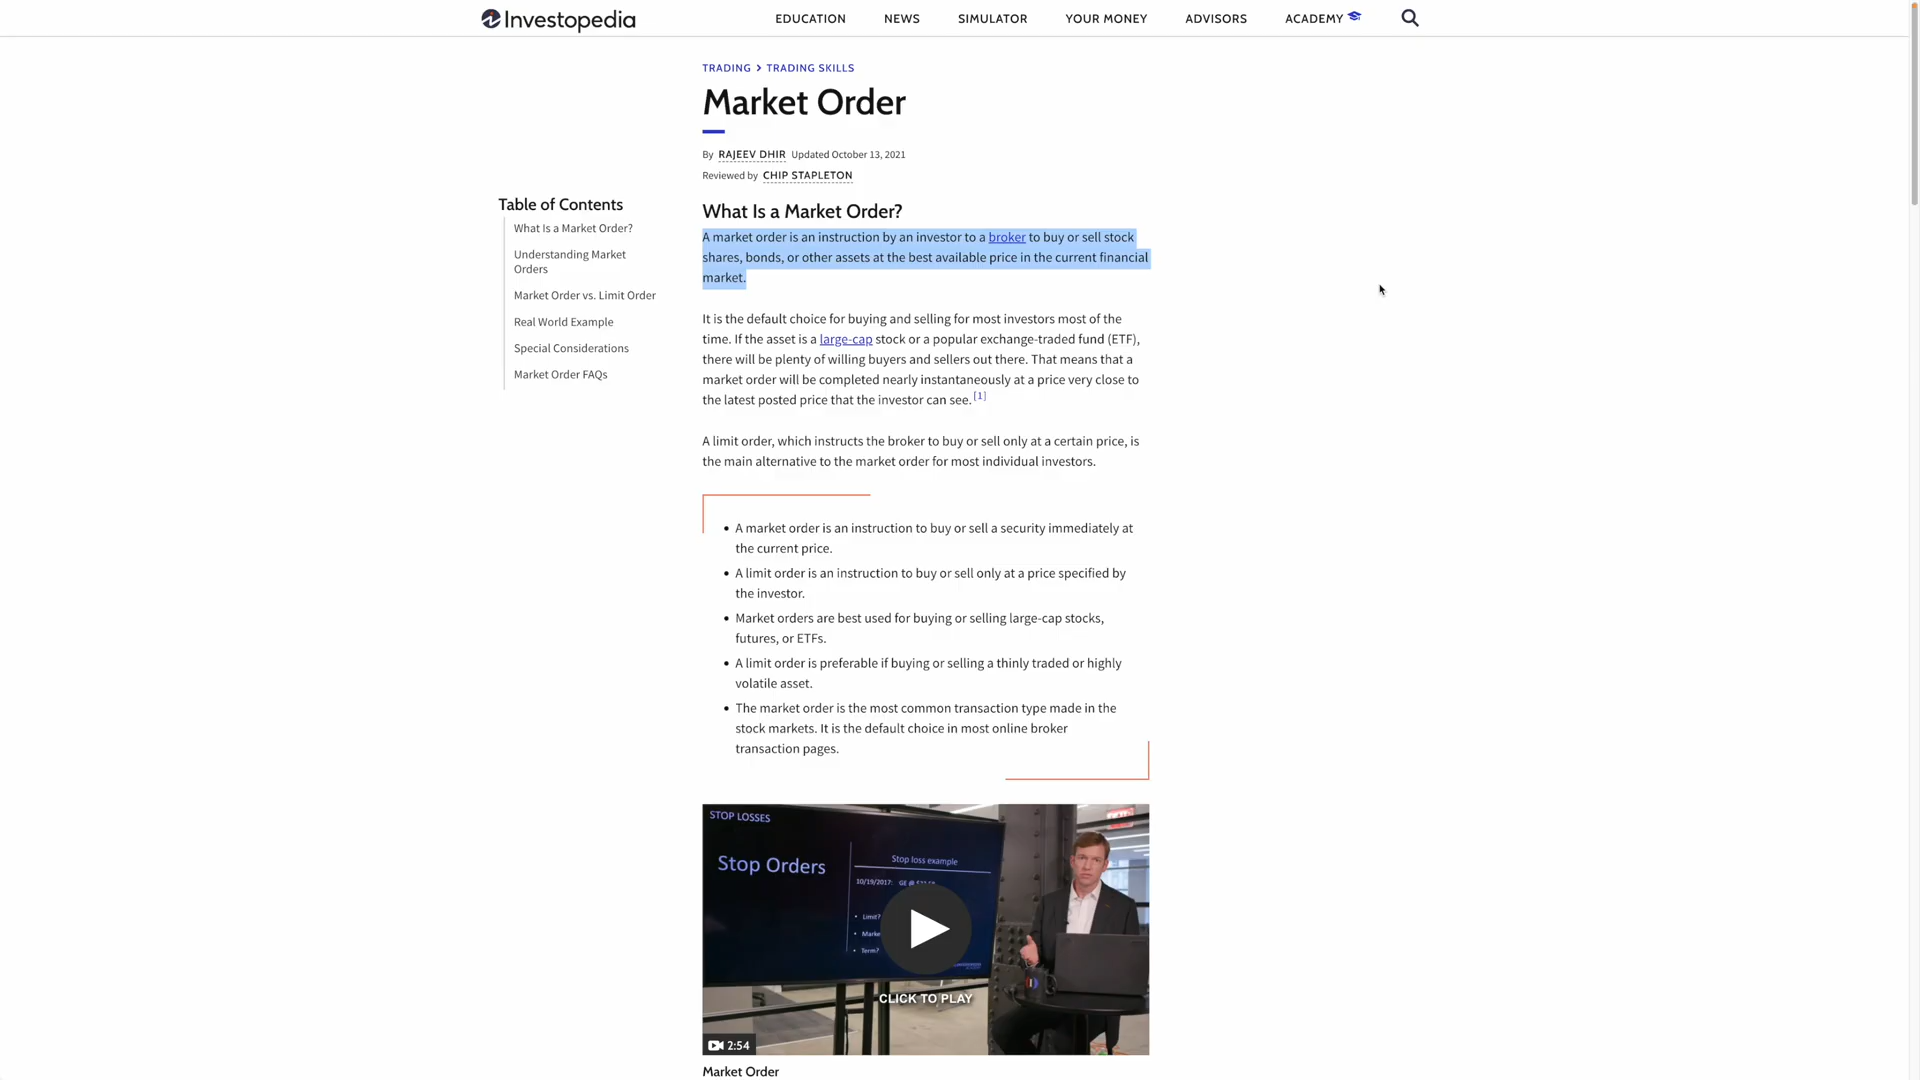 Investopedia
EDUCATION NEWS SIMULATOR YOUR MONEY ADVISORS ACADEMY
TRADING > TRADING SKILLS
Market Order
By RAJEEV DHIR Updated October 13, 2021
Reviewed by CHIP STAPLETON
Table of Contents
What Is a Market Order?
Understanding Market
Orders
Market Order vs. Limit Order
Real World Example
Special Considerations
Market Order FAQs
What Is a Market Order?
A market order is an instruction by an investor to a broker to buy or sell stock
shares, bonds, or other assets at the best available price in the current financial
market.
It is the default choice for buying and selling for most investors most of the
time. If the asset is a large-cap stock or a popular exchange-traded fund (ETF),
there will be plenty of willing buyers and sellers out there. That means that a
market order will be completed nearly instantaneously at a price very close to
the latest posted price that the investor can see. [1]
A limit order, which instructs the broker to buy or sell only at a certain price, is
the main alternative to the market order for most individual investors.
• A market order is an instruction to buy or sell a security immediately at
the current price.
• A limit order is an instruction to buy or sell only at a price specified by
the investor.
• Market orders are best used for buying or selling large-cap stocks,
futures, or ETFs.
• A limit order is preferable if buying or selling a thinly traded or highly
volatile asset.
• The market order is the most common transaction type made in the
stock markets. It is the default choice in most online broker
transaction pages.
STOP LOSSES
Stop Orders
Stop loss example
10/19/2017: GE @
• Limit?
• Marke
• Term?
CLICK TO PLAY
2:54
Market Order